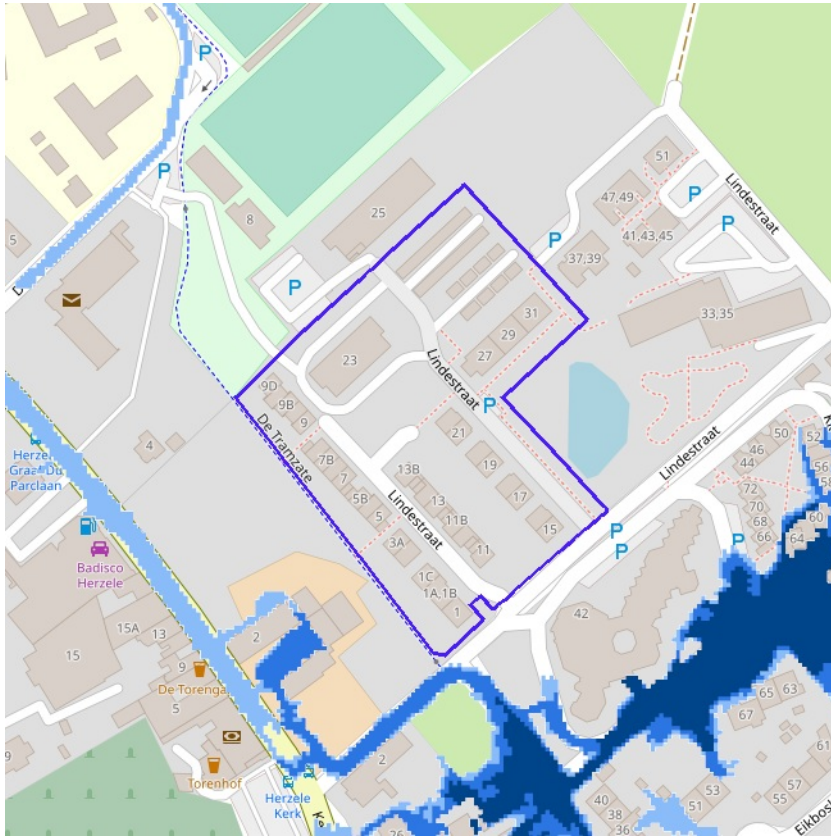 P
51
Lindestraat
P
47,49
P
5
8
25
41,43,45
P
P
37,39
P
31
33,35
29
23
27
Lindestraat
9D
9B
9
P
De Tramzate
21
50
52
46
44
56
58
4
7B
7
19
Lindestraat
Herzele
Graaf Du
Parclaan
13B
5B
5
13
17
72
70
68
66
60
64
Lindestraat
11B
15
P
P
P
3A
11
Badisco
Herzele
1C
1A,1B
1
42
15A
13
2
15
9
De Torenga
5
65
63
67
61
Torenhof
2
9
Herzele
Kerk
40
38
36
51
53
55
57
26
Eikbos